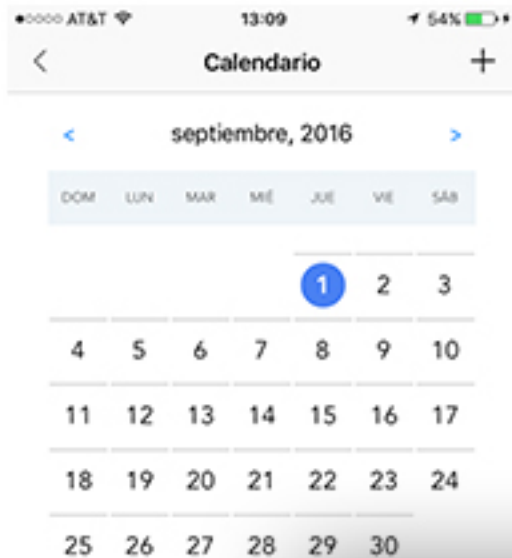 AT&T 13:09 54%
< Calendario +
< septiembre, 2016 >
DOM LUN MAR MIÉ JUE VIE SÁB
1 2 3
4 5 6 7 8 9 10
11 12 13 14 15 16 17
18 19 20 21 22 23 24
25 26 27 28 29 30